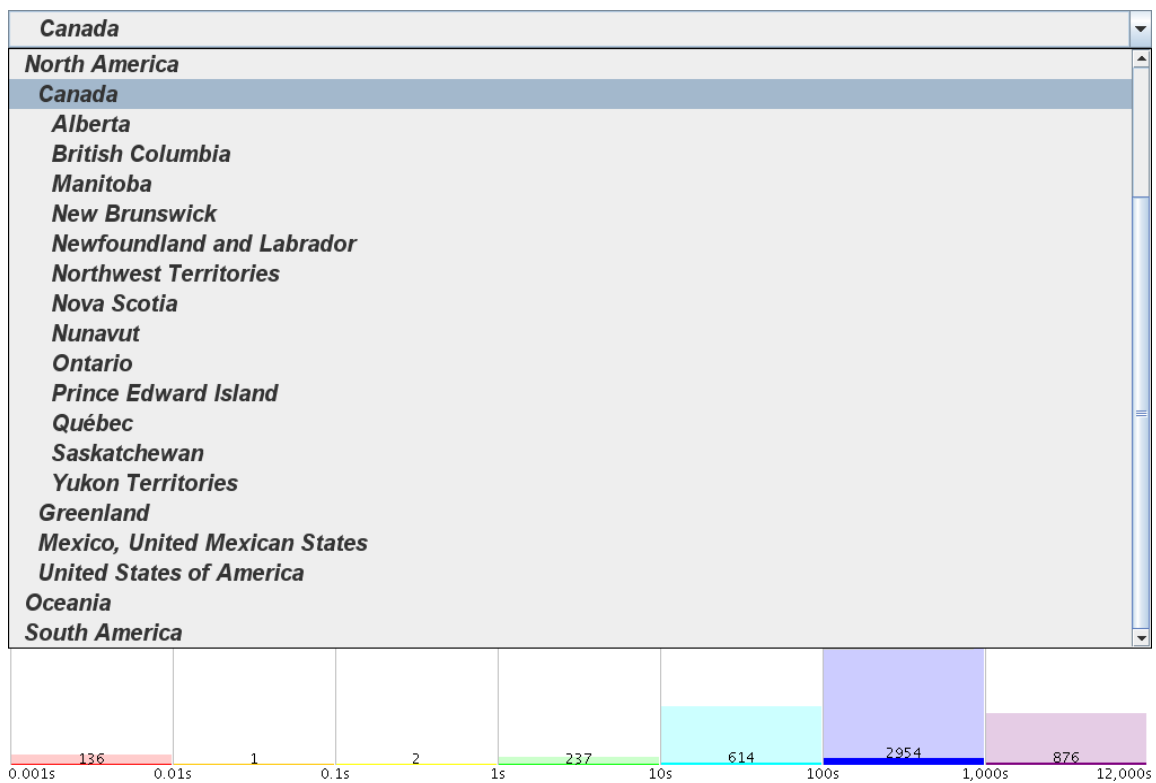 Canada
North America
Canada
Alberta
British Columbia
Manitoba
New Brunswick
Newfoundland and Labrador
Northwest Territories
Nova Scotia
Nunavut
Ontario
Prince Edward Island
Québec
Saskatchewan
Yukon Territories
Greenland
Mexico, United Mexican States
United States of America
Oceania
South America
136 1 2 237 614 2954 876
0.001s 0.01s 0.1s 1s 10s 100s 1,000s 12,000s